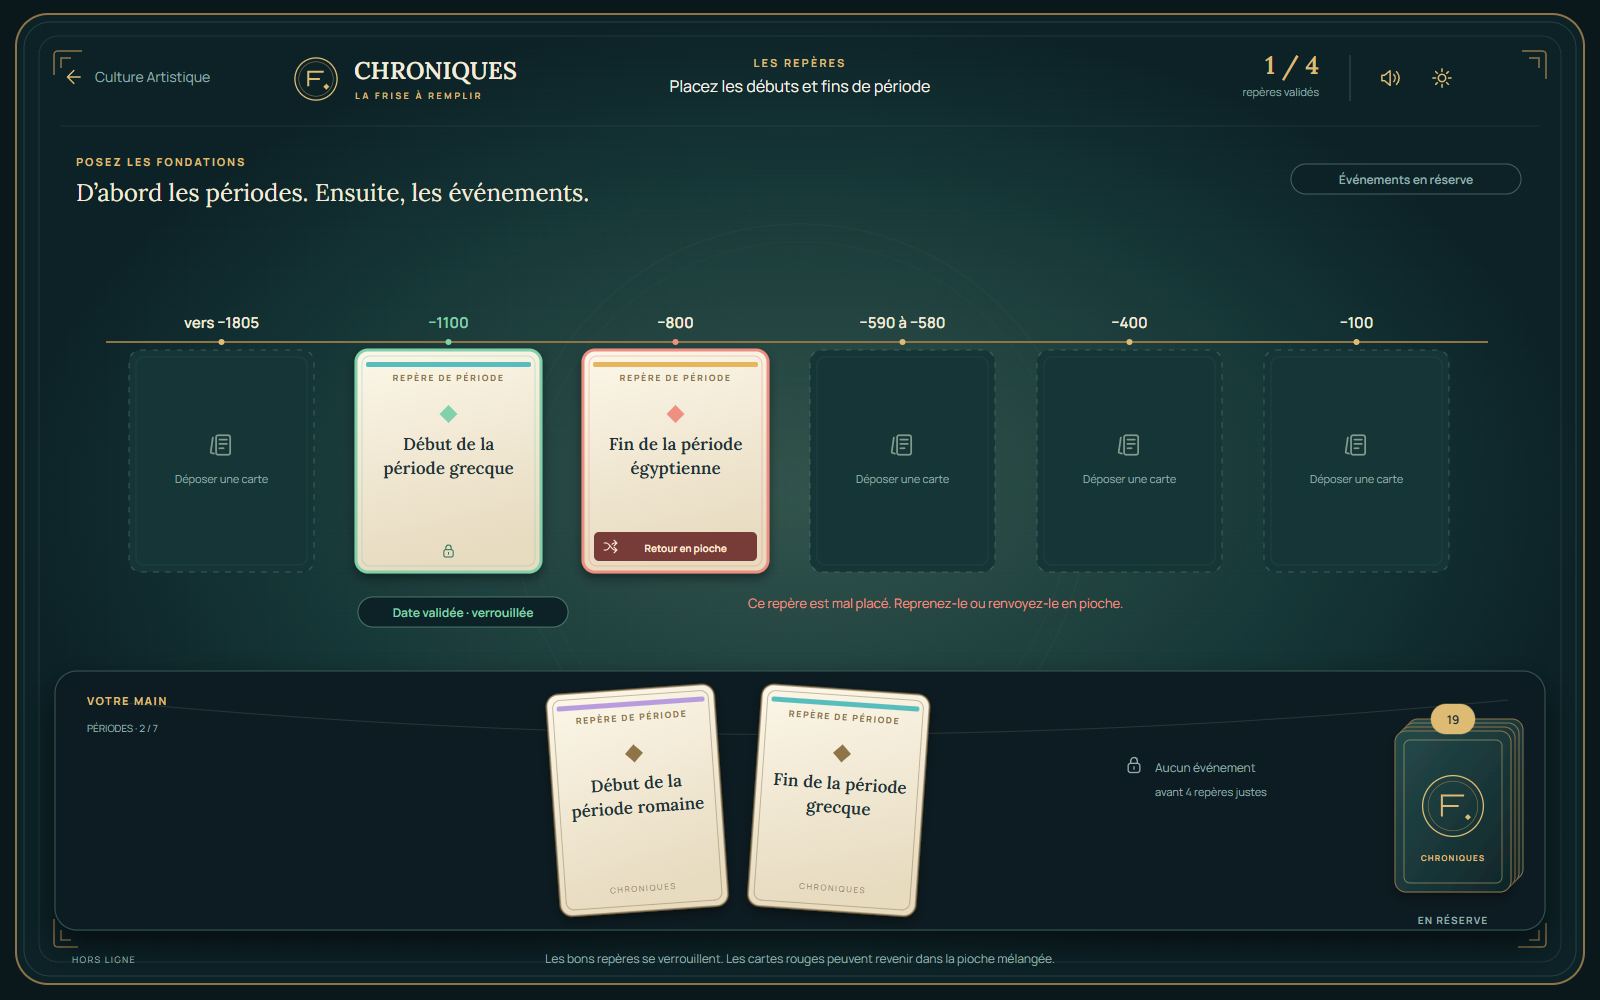 Culture Artistique
F.
CHRONIQUES
LA FRISE À REMPLIR
LES REPÈRES
Placez les débuts et fins de période
1 / 4
repères validés
POSEZ LES FONDATIONS
D’abord les périodes. Ensuite, les événements.
Événements en réserve
vers −1805
−1100
−800
−590 à −580
−400
−100
Déposer une carte
REPÈRE DE PÉRIODE
Début de la
période grecque
REPÈRE DE PÉRIODE
Fin de la période
égyptienne
Retour en pioche
Déposer une carte
Déposer une carte
Déposer une carte
Date validée · verrouillée
Ce repère est mal placé. Reprenez-le ou renvoyez-le en pioche.
VOTRE MAIN
PÉRIODES · 2 / 7
REPÈRE DE PÉRIODE
Début de la
période romaine
CHRONIQUES
REPÈRE DE PÉRIODE
Fin de la période
grecque
CHRONIQUES
Aucun événement
avant 4 repères justes
19
F.
CHRONIQUES
EN RÉSERVE
HORS LIGNE
Les bons repères se verrouillent. Les cartes rouges peuvent revenir dans la pioche mélangée.